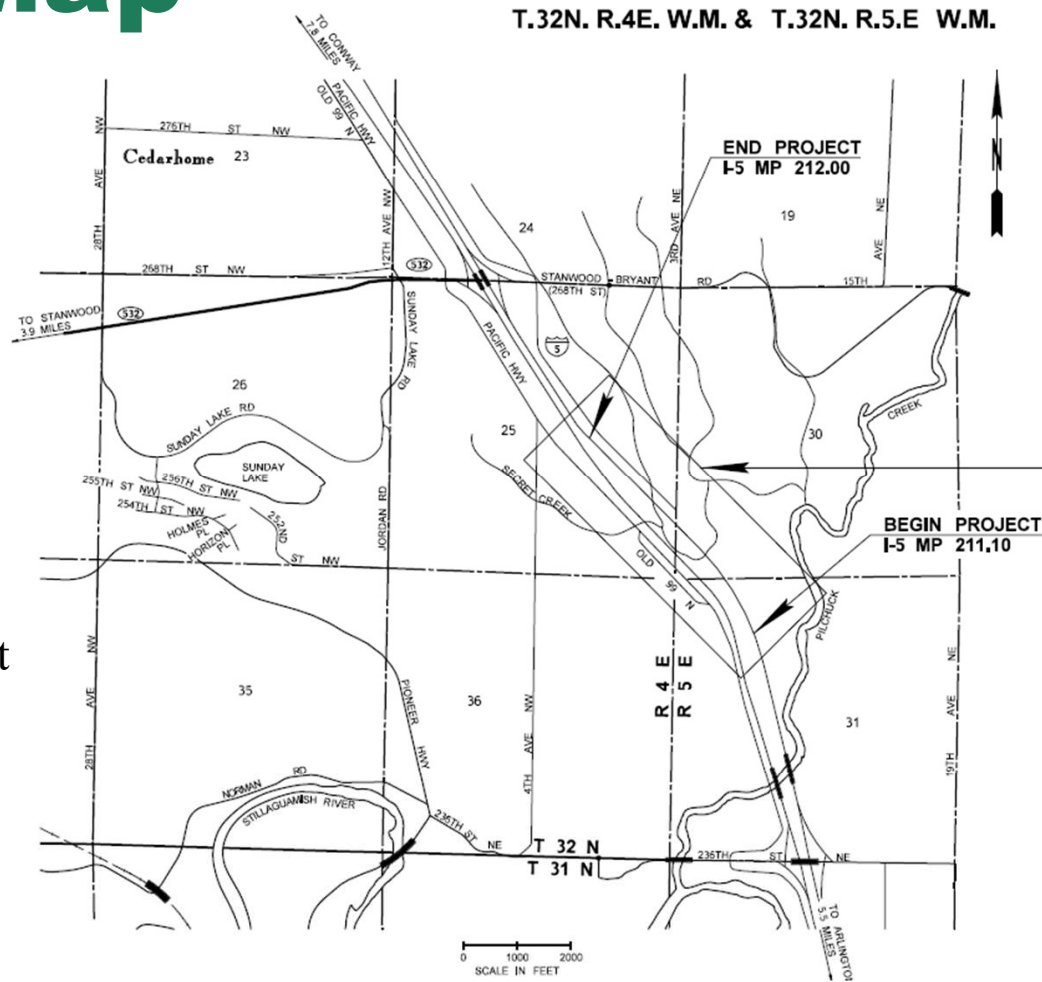 Map
T.32N. R.4E. W.M. & T.32N. R.5.E W.M.
TO CONWAY
7.8 MILES
PACIFIC HWY
OLD 99 N
N
28TH AVE NW
276TH ST NW
Cedarhome 23
12TH AVE NW
END PROJECT
I-5 MP 212.00
3RD AVE NE
19
AVE NE
24
268TH ST NW
532
STANWOOD BRYANT RD
(268TH ST)
15TH
TO STANWOOD
3.9 MILES
532
SUNDAY LAKE RD
PACIFIC HWY
5
26
25
30
CREEK
SUNDAY LAKE RD
SUNDAY
LAKE
255TH ST NW
256TH ST NW
254TH ST NW
HOLMES
PL
HORIZON
PL
252ND ST NW
JORDAN RD
SECRET CREEK
OLD 99 N
BEGIN PROJECT
I-5 MP 211.10
PILCHUCK
R 4 E
R 5 E
t
28TH AVE NW
35
PIONEER HWY
36
4TH AVE NW
31
19TH AVE NE
NORMAN RD
STILLAGUAMISH RIVER
236TH ST NE
T 32 N
T 31 N
236TH ST NE
TO ARLINGTON
5.5 MILES
0 1000 2000
SCALE IN FEET